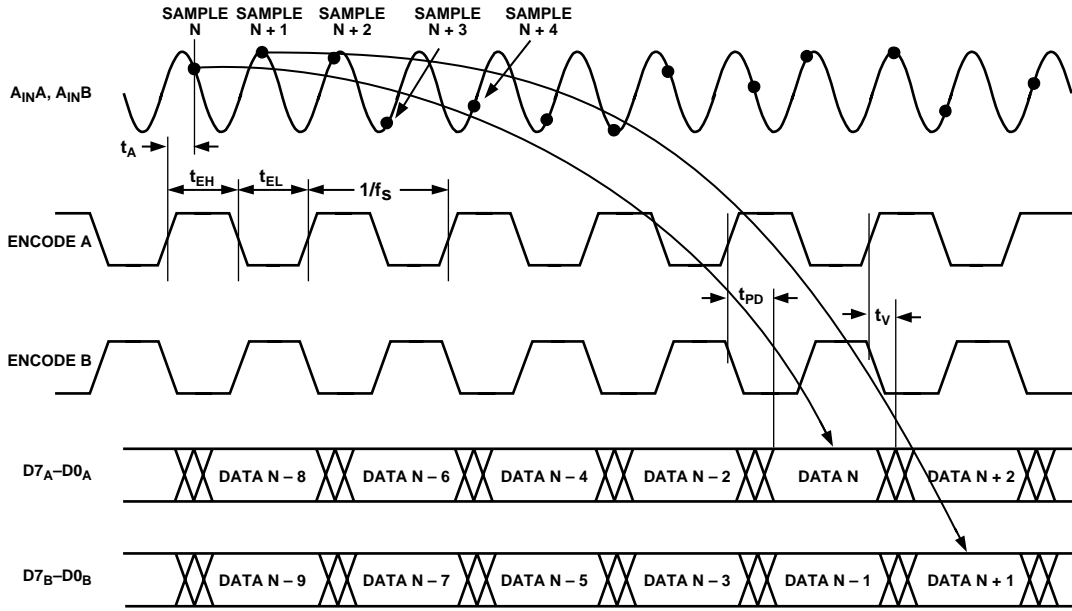 SAMPLE
N
SAMPLE
N + 1
SAMPLE
N + 2
SAMPLE
N + 3
SAMPLE
N + 4
AINA, AINB
tA
tEH
tEL
1/fS
ENCODE A
tPD
tV
ENCODE B
D7A–D0A
DATA N – 8
DATA N – 6
DATA N – 4
DATA N – 2
DATA N
DATA N + 2
D7B–D0B
DATA N – 9
DATA N – 7
DATA N – 5
DATA N – 3
DATA N – 1
DATA N + 1